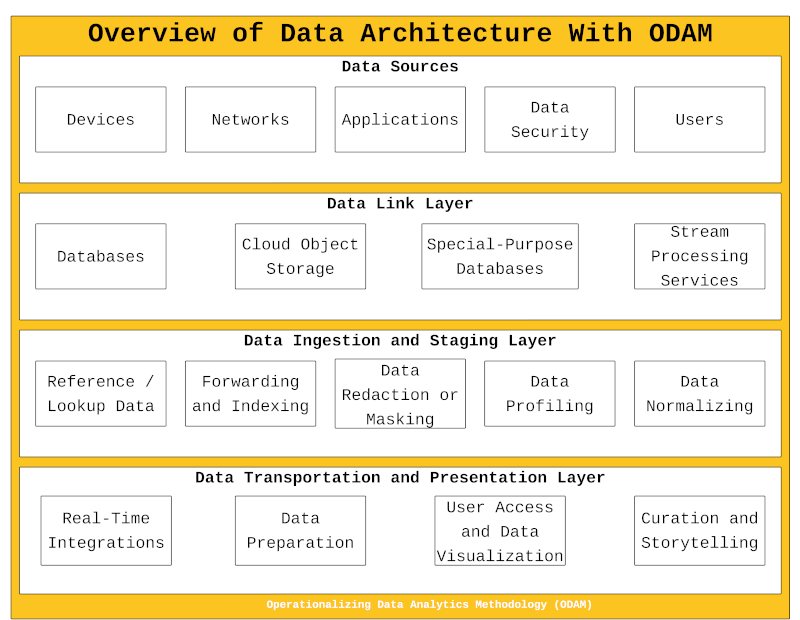 Overview of Data Architecture With ODAM
Data Sources
Devices
Networks
Applications
Data
Security
Users
Data Link Layer
Databases
Cloud Object
Storage
Special-Purpose
Databases
Stream
Processing
Services
Data Ingestion and Staging Layer
Reference /
Lookup Data
Forwarding
and Indexing
Data
Redaction or
Masking
Data
Profiling
Data
Normalizing
Data Transportation and Presentation Layer
Real-Time
Integrations
Data
Preparation
User Access
and Data
Visualization
Curation and
Storytelling
Operationalizing Data Analytics Methodology (ODAM)